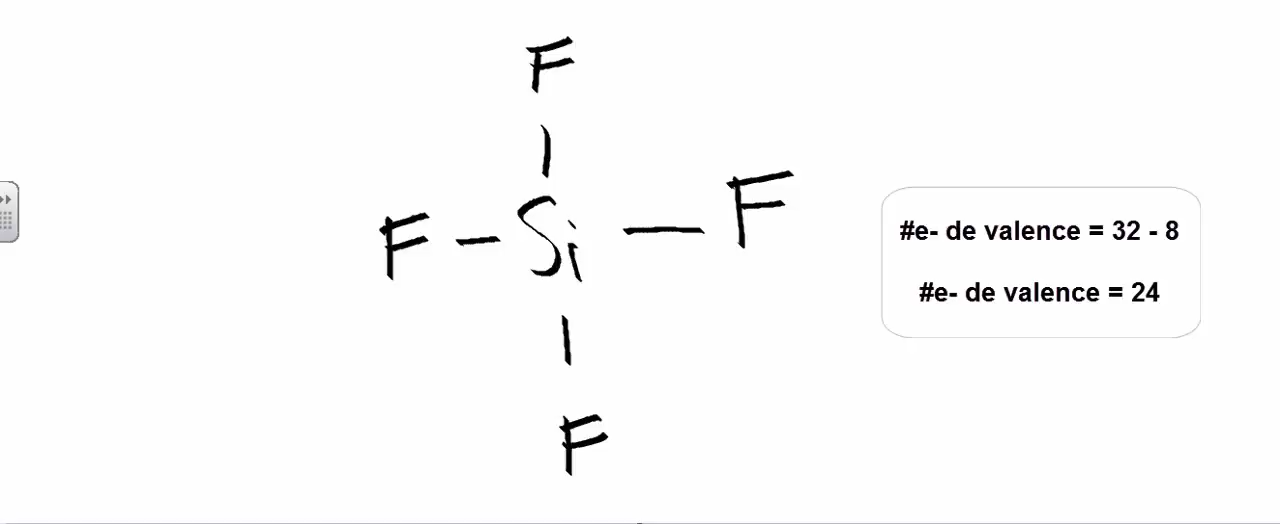 F
F - Si - F
F
#e- de valence = 32 - 8
#e- de valence = 24